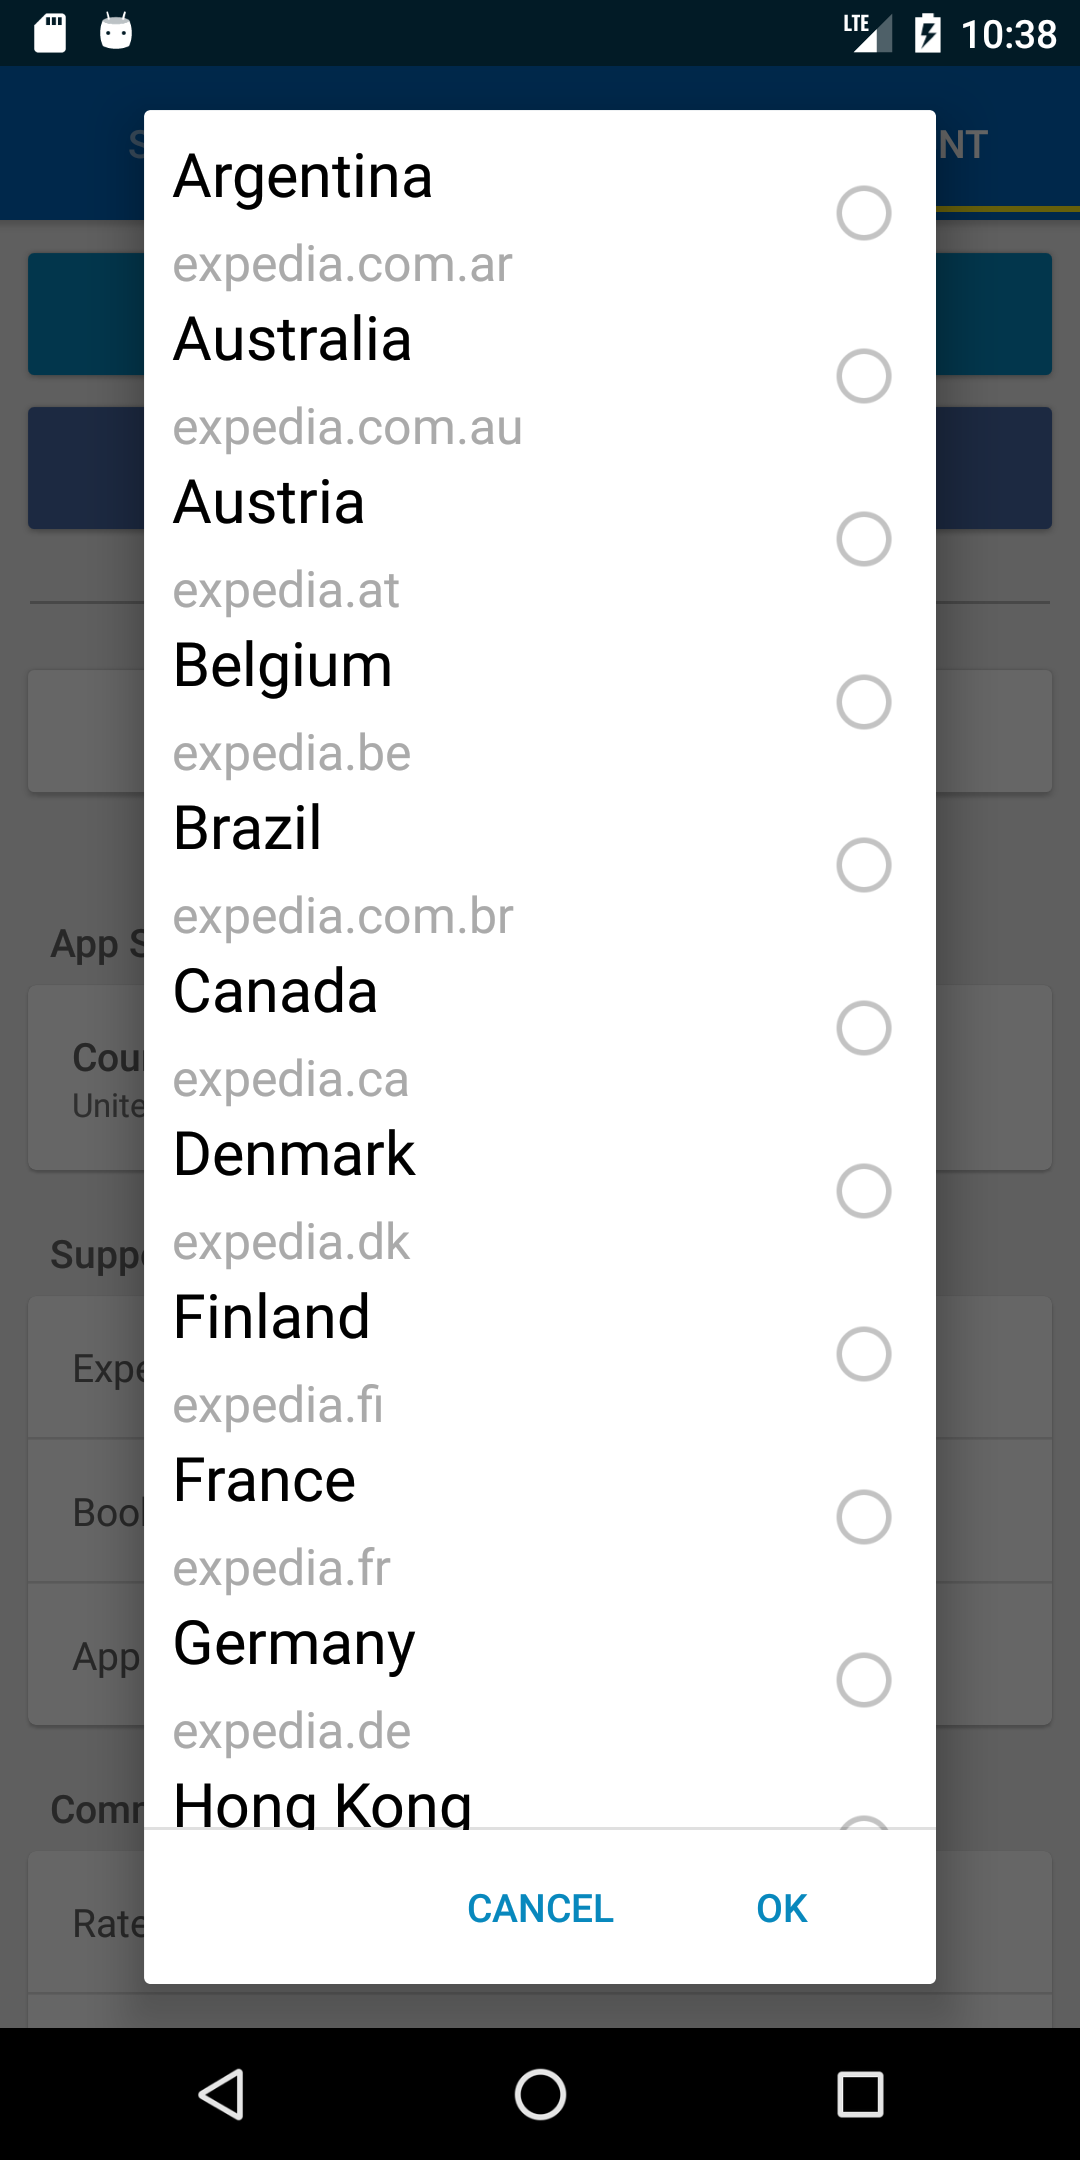 LTE 10:38
S NT
Argentina
expedia.com.ar
Australia
expedia.com.au
Austria
expedia.at
Belgium
expedia.be
Brazil
expedia.com.br
App S
Canada
Cou
expedia.ca
Unite
Denmark
expedia.dk
Supp
Finland
Expe
expedia.fi
France
Boo
expedia.fr
Germany
App
expedia.de
Hong Kong
Com
CANCEL OK
Rate